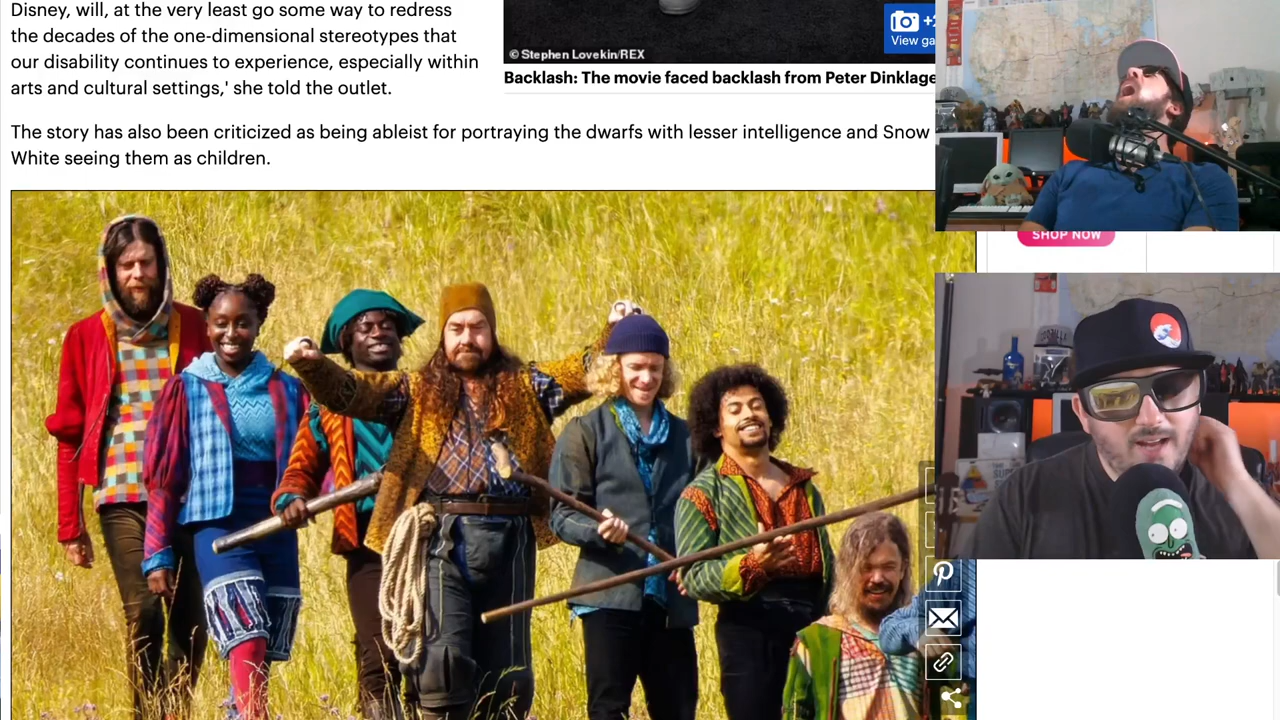 Disney, will, at the very least go some way to redress
the decades of the one-dimensional stereotypes that
our disability continues to experience, especially within
arts and cultural settings,' she told the outlet.
View ga
© Stephen Lovekin/REX
Backlash: The movie faced backlash from Peter Dinklage
The story has also been criticized as being ableist for portraying the dwarfs with lesser intelligence and Snow
White seeing them as children.
SHOP NOW